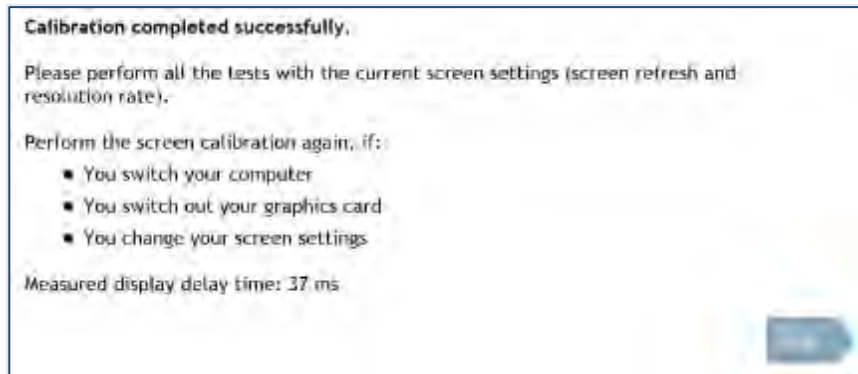 Calibration completed successfully.
Please perform all the tests with the current screen settings (screen refresh and
resolution rate).
Perform the screen calibration again, if:
• You switch your computer
• You switch out your graphics card
• You change your screen settings
Measured display delay time: 37 ms